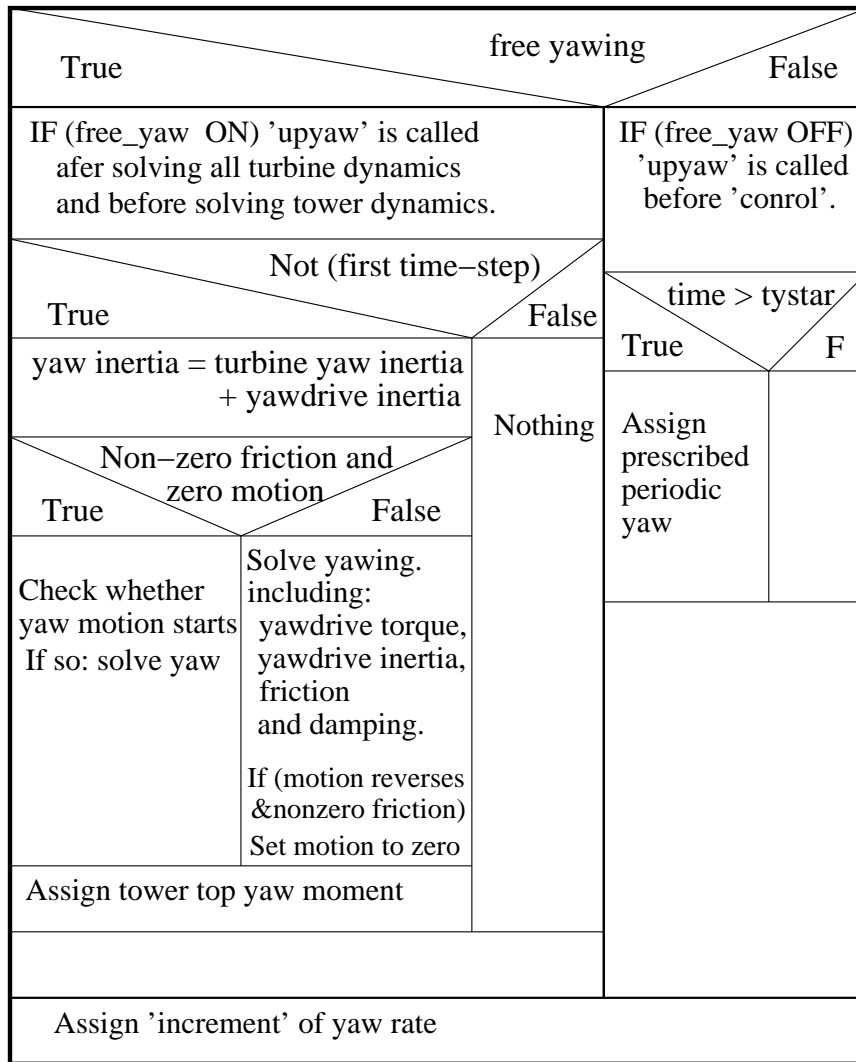 free yawing
True
False
IF (free_yaw ON) 'upyaw' is called
afer solving all turbine dynamics
and before solving tower dynamics.
IF (free_yaw OFF)
'upyaw' is called
before 'conrol'.
Not (first time−step)
True
False
time > tystar
True
F
yaw inertia = turbine yaw inertia
+ yawdrive inertia
Nothing
Assign
prescribed
periodic
yaw
Non−zero friction and
zero motion
True
False
Check whether
yaw motion starts
If so: solve yaw
Solve yawing.
including:
yawdrive torque,
yawdrive inertia,
friction
and damping.
If (motion reverses
&nonzero friction)
Set motion to zero
Assign tower top yaw moment
Assign 'increment' of yaw rate